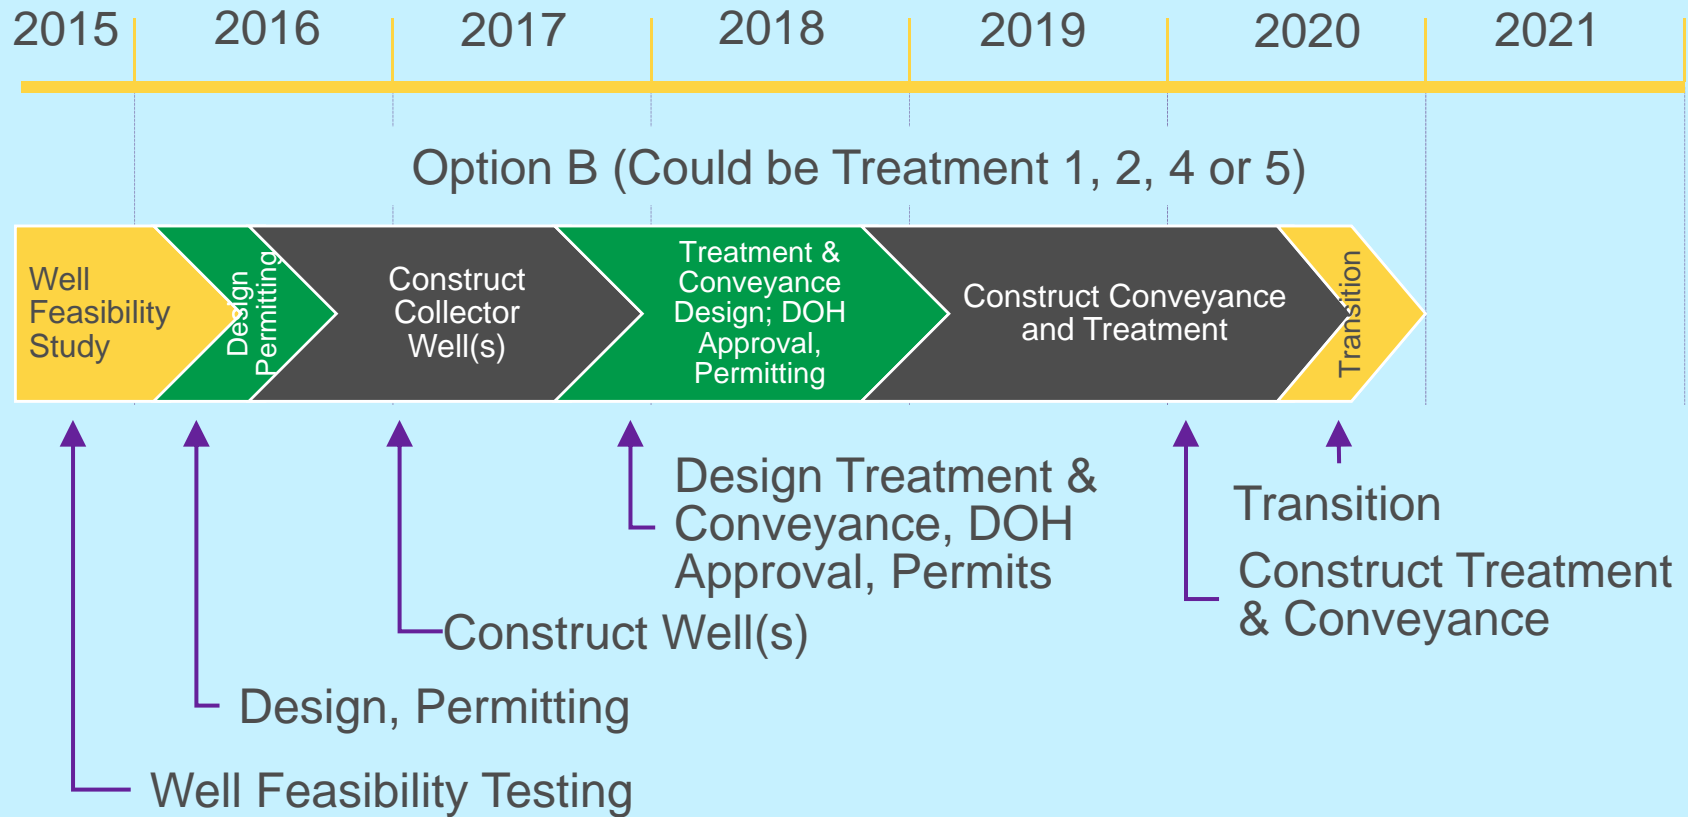 2015 2016 2017 2018 2019 2020 2021
Option B (Could be Treatment 1, 2, 4 or 5)
Well
Feasibility
Study
Design
Permitting
Construct
Collector
Well(s)
Treatment &
Conveyance
Design; DOH
Approval,
Permitting
Construct Conveyance
and Treatment
Transition
Design Treatment &
Conveyance, DOH
Approval, Permits
Transition
Construct Treatment
& Conveyance
Construct Well(s)
Design, Permitting
Well Feasibility Testing